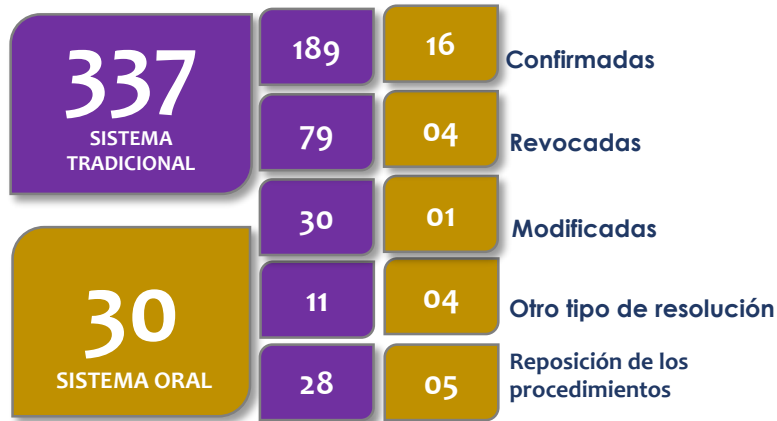 337
SISTEMA
TRADICIONAL
189
16
Confirmadas
79
04
Revocadas
30
01
Modificadas
30
SISTEMA ORAL
11
04
Otro tipo de resolución
28
05
Reposición de los
procedimientos